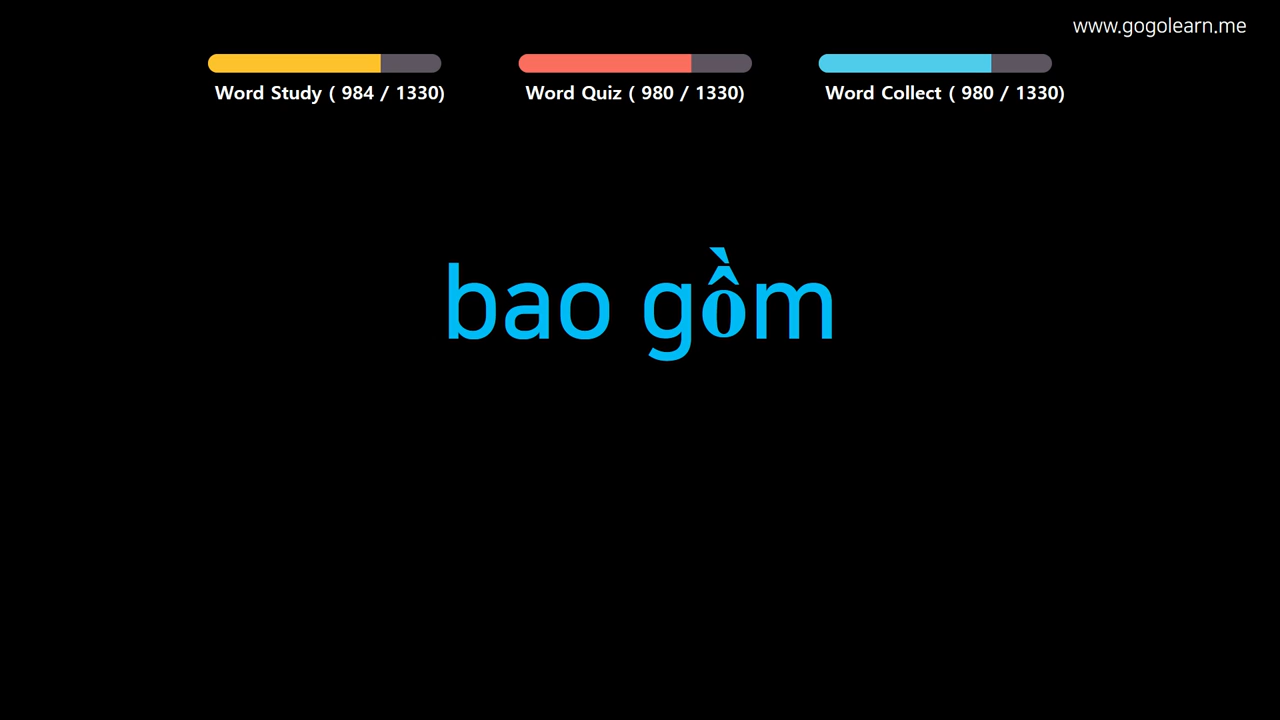 www.gogolearn.me
Word Study ( 984 / 1330)
Word Quiz ( 980 / 1330)
Word Collect ( 980 / 1330)
bao gồm